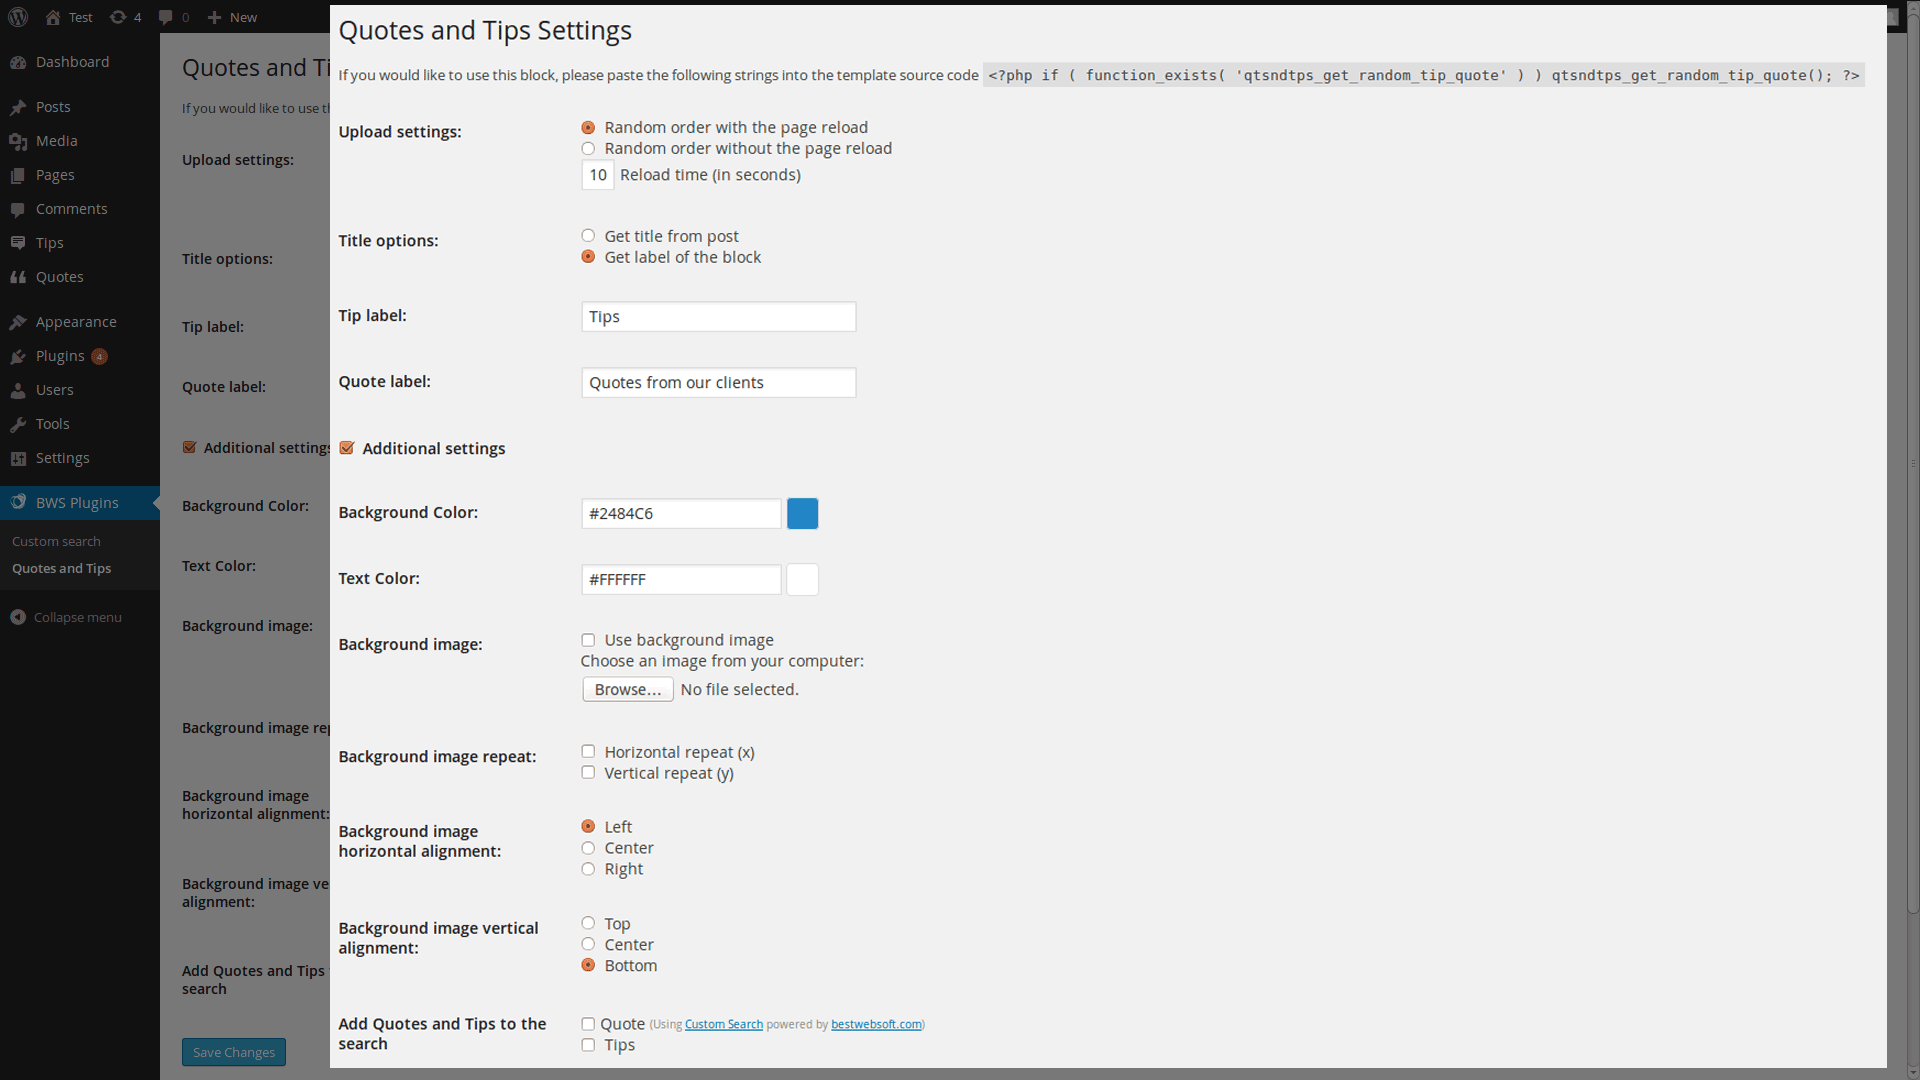 Test 4 0 New
Dashboard
Posts
Media
Pages
Comments
Tips
Quotes
Appearance
Plugins 4
Users
Tools
Settings
BWS Plugins
Custom search
Quotes and Tips
Collapse menu
Quotes and Ti
If you would like to use th
Upload settings:
Title options:
Tip label:
Quote label:
Additional settings
Background Color:
Text Color:
Background image:
Background image rep
Background image
horizontal alignment:
Background image ve
alignment:
Add Quotes and Tips
search
Save Changes
Quotes and Tips Settings
If you would like to use this block, please paste the following strings into the template source code <?php if ( function_exists( 'qtsndtps_get_random_tip_quote' ) ) qtsndtps_get_random_tip_quote(); ?>
Upload settings:
Random order with the page reload
Random order without the page reload
10 Reload time (in seconds)
Title options:
Get title from post
Get label of the block
Tip label:
Tips
Quote label:
Quotes from our clients
Additional settings
Background Color:
#2484C6
Text Color:
#FFFFFF
Background image:
Use background image
Choose an image from your computer:
Browse... No file selected.
Background image repeat:
Horizontal repeat (x)
Vertical repeat (y)
Background image
horizontal alignment:
Left
Center
Right
Background image vertical
alignment:
Top
Center
Bottom
Add Quotes and Tips to the
search
Quote (Using Custom Search powered by bestwebsoft.com)
Tips